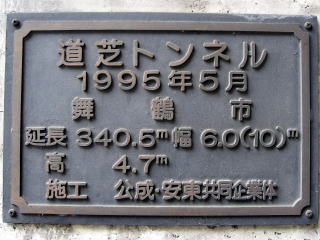 道芝トンネル
1995年5月
舞鶴市
延長 340.5m 幅 6.0(10)m
高 4.7m
施工 公成・安東共同企業体